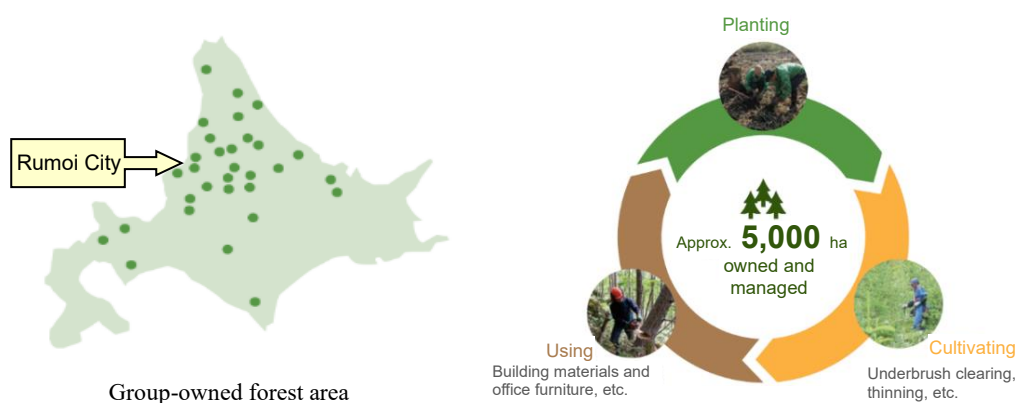 Rumoi City
Group-owned forest area
Planting
Approx. 5,000 ha
owned and
managed
Using
Building materials and
office furniture, etc.
Cultivating
Underbrush clearing,
thinning, etc.